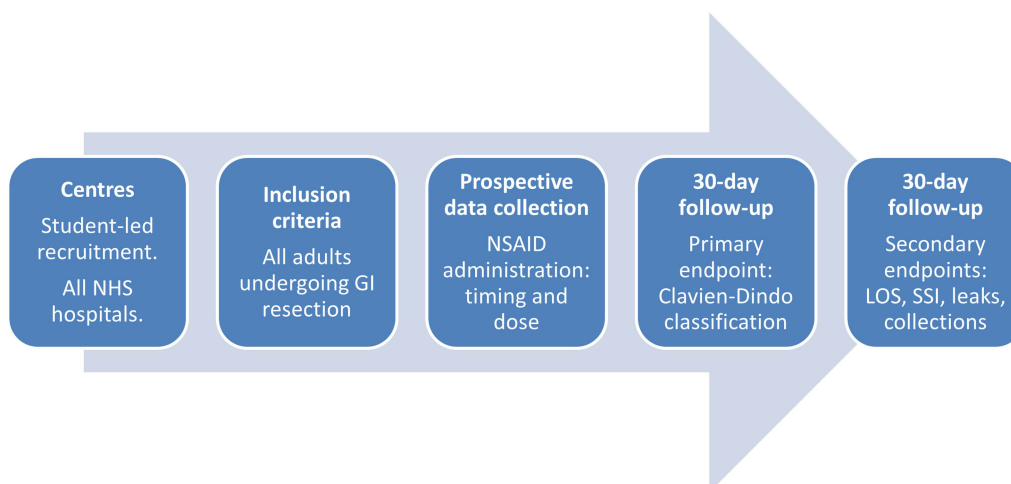 Centres
Student-led
recruitment.
All NHS
hospitals.
Inclusion
criteria
All adults
undergoing GI
resection
Prospective
data collection
NSAID
administration:
timing and
dose
30-day
follow-up
Primary
endpoint:
Clavien-Dindo
classification
30-day
follow-up
Secondary
endpoints:
LOS, SSI, leaks,
collections